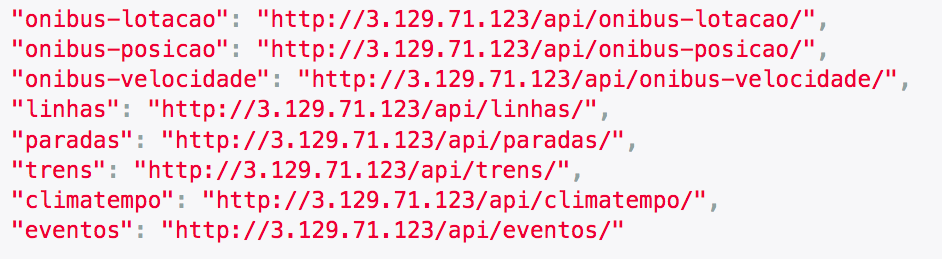 "onibus-lotacao": "http://3.129.71.123/api/onibus-lotacao/",
"onibus-posicao": "http://3.129.71.123/api/onibus-posicao/",
"onibus-velocidade": "http://3.129.71.123/api/onibus-velocidade/",
"linhas": "http://3.129.71.123/api/linhas/",
"paradas": "http://3.129.71.123/api/paradas/",
"trens": "http://3.129.71.123/api/trens/",
"climatempo": "http://3.129.71.123/api/climatempo/",
"eventos": "http://3.129.71.123/api/eventos/"